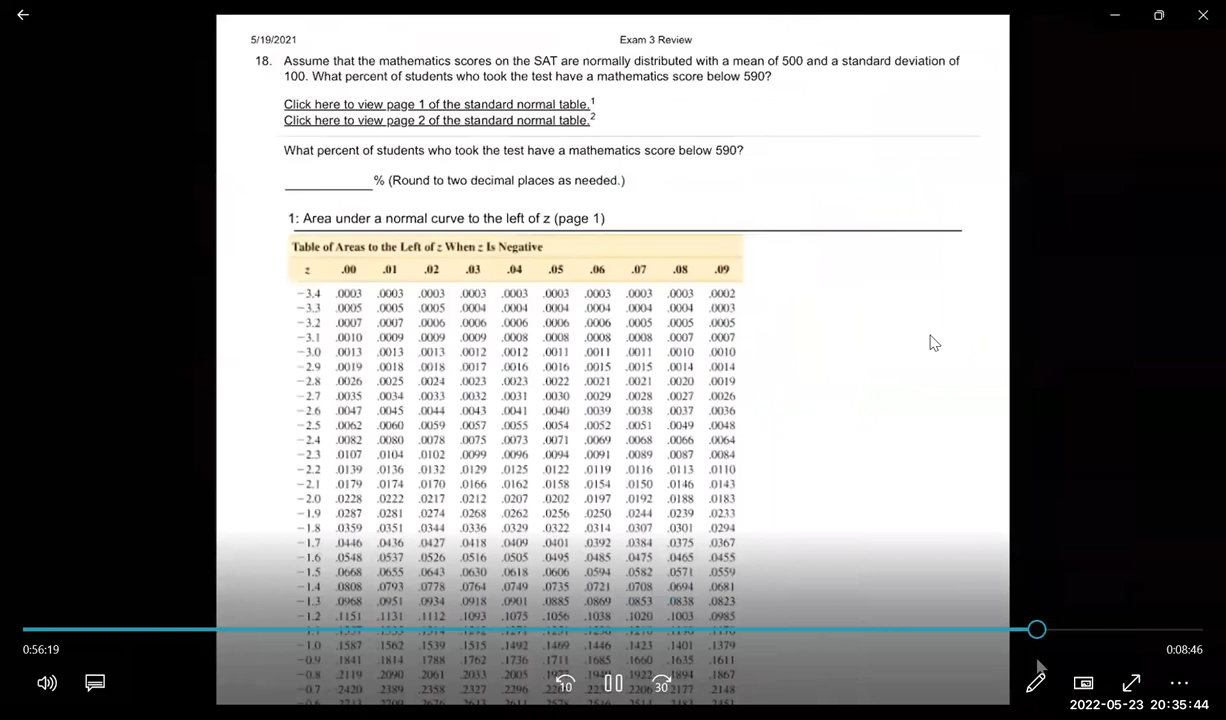 5/19/2021 Exam 3 Review
18. Assume that the mathematics scores on the SAT are normally distributed with a mean of 500 and a standard deviation of
100. What percent of students who took the test have a mathematics score below 590?
Click here to view page 1 of the standard normal table.1
Click here to view page 2 of the standard normal table.2
What percent of students who took the test have a mathematics score below 590?
% (Round to two decimal places as needed.)
1: Area under a normal curve to the left of z (page 1)
Table of Areas to the Left of z When z Is Negative
z .00 .01 .02 .03 .04 .05 .06 .07 .08 .09
−3.4 .0003 .0003 .0003 .0003 .0003 .0003 .0003 .0003 .0003 .0002
−3.3 .0005 .0005 .0005 .0004 .0004 .0004 .0004 .0004 .0004 .0003
−3.2 .0007 .0007 .0006 .0006 .0006 .0006 .0006 .0005 .0005 .0005
−3.1 .0010 .0009 .0009 .0009 .0008 .0008 .0008 .0008 .0007 .0007
−3.0 .0013 .0013 .0013 .0012 .0012 .0011 .0011 .0011 .0010 .0010
−2.9 .0019 .0018 .0018 .0017 .0016 .0016 .0015 .0015 .0014 .0014
−2.8 .0026 .0025 .0024 .0023 .0023 .0022 .0021 .0021 .0020 .0019
−2.7 .0035 .0034 .0033 .0032 .0031 .0030 .0029 .0028 .0027 .0026
−2.6 .0047 .0045 .0044 .0043 .0041 .0040 .0039 .0038 .0037 .0036
−2.5 .0062 .0060 .0059 .0057 .0055 .0054 .0052 .0051 .0049 .0048
−2.4 .0082 .0080 .0078 .0075 .0073 .0071 .0069 .0068 .0066 .0064
−2.3 .0107 .0104 .0102 .0099 .0096 .0094 .0091 .0089 .0087 .0084
−2.2 .0139 .0136 .0132 .0129 .0125 .0122 .0119 .0116 .0113 .0110
−2.1 .0179 .0174 .0170 .0166 .0162 .0158 .0154 .0150 .0146 .0143
−2.0 .0228 .0222 .0217 .0212 .0207 .0202 .0197 .0192 .0188 .0183
−1.9 .0287 .0281 .0274 .0268 .0262 .0256 .0250 .0244 .0239 .0233
−1.8 .0359 .0351 .0344 .0336 .0329 .0322 .0314 .0307 .0301 .0294
−1.7 .0446 .0436 .0427 .0418 .0409 .0401 .0392 .0384 .0375 .0367
−1.6 .0548 .0537 .0526 .0516 .0505 .0495 .0485 .0475 .0465 .0455
−1.5 .0668 .0655 .0643 .0630 .0618 .0606 .0594 .0582 .0571 .0559
−1.4 .0808 .0793 .0778 .0764 .0749 .0735 .0721 .0708 .0694 .0681
−1.3 .0968 .0951 .0934 .0918 .0901 .0885 .0869 .0853 .0838 .0823
−1.2 .1151 .1131 .1112 .1093 .1075 .1056 .1038 .1020 .1003 .0985
−1.0 .1587 .1562 .1539 .1515 .1492 .1469 .1446 .1423 .1401 .1379
0:56:19 0:08:46
−0.9 .1841 .1814 .1788 .1762 .1736 .1711 .1685 .1660 .1635 .1611
−0.8 .2119 .2090 .2061 .2033 .2005 .1922 .1894 .1867
10 30
−0.7 .2420 .2389 .2358 .2327 .2296 .2206 .2177 .2148
2022-05-23 20:35:44